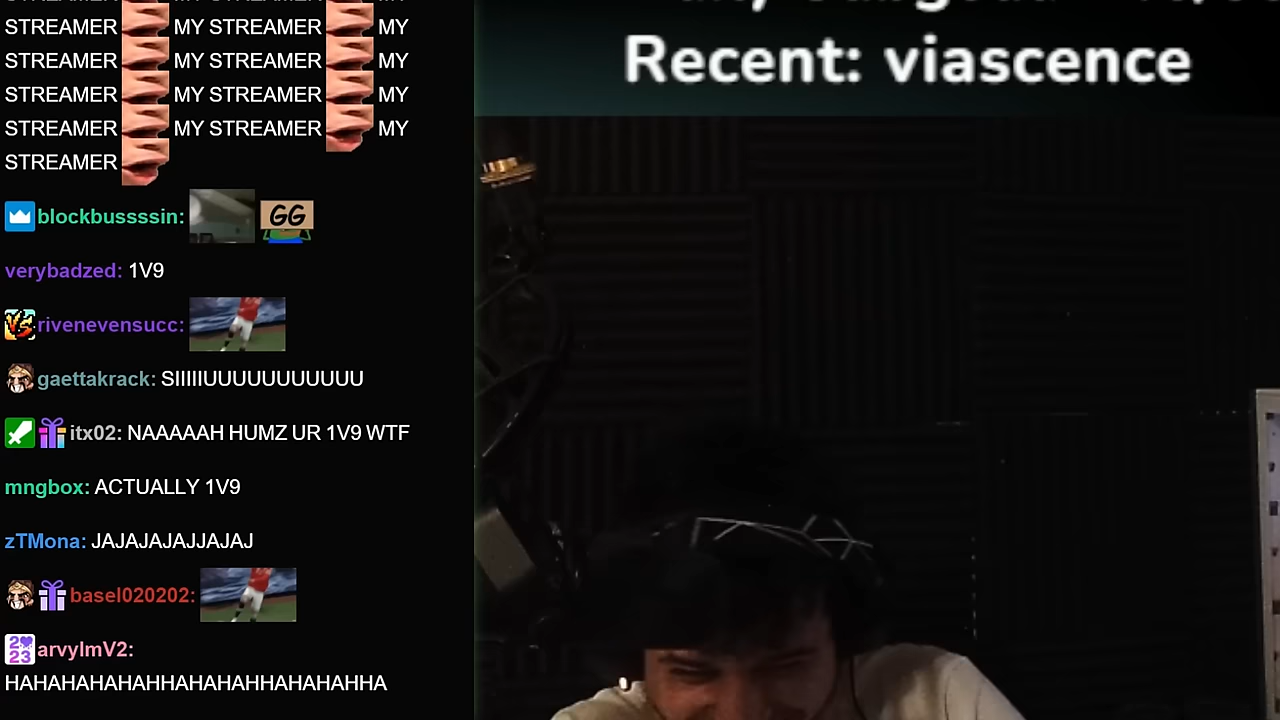 STREAMER MY STREAMER MY
STREAMER MY STREAMER MY
STREAMER MY STREAMER MY
STREAMER MY STREAMER MY
STREAMER
Recent: viascence
blockbussssin: GG
verybadzed: 1V9
rivenevensucc:
gaettakrack: SIIIIIUUUUUUUUUUU
itx02: NAAAAAH HUMZ UR 1V9 WTF
mngbox: ACTUALLY 1V9
zTMona: JAJAJAJAJJAJAJ
basel020202:
2023 arvylmV2:
HAHAHAHAHAHHAHAHAHHAHAHAHHA